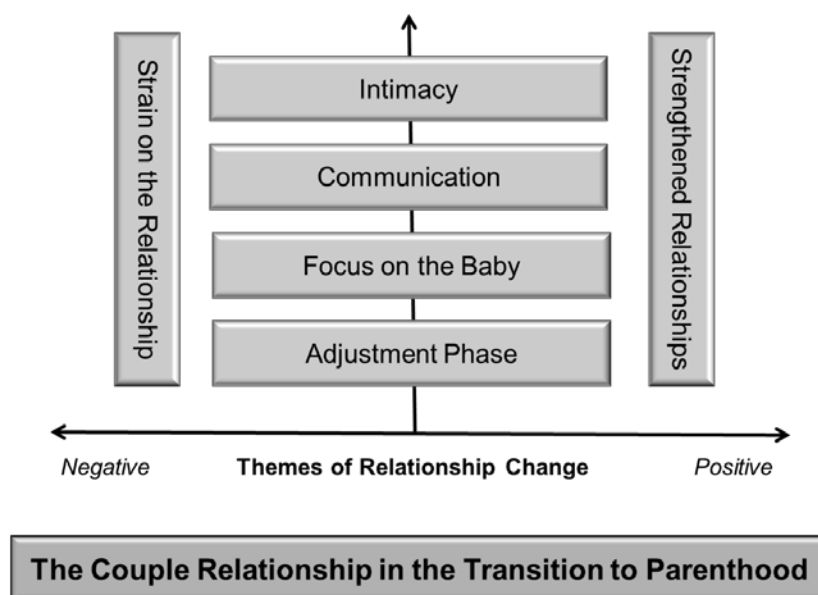 Strain on the Relationship
Intimacy
Communication
Focus on the Baby
Adjustment Phase
Strengthened Relationships
Negative
Themes of Relationship Change
Positive
The Couple Relationship in the Transition to Parenthood